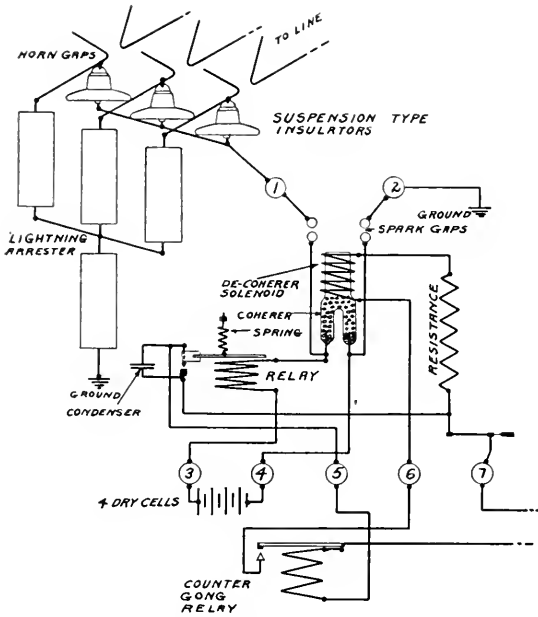 TO LINE
HORN GAPS
SUSPENSION TYPE
INSULATORS
1
2
GROUND
SPARK GAPS
LIGHTNING
ARRESTER
DE-COHERER
SOLENOID
COHERER
SPRING
RESISTANCE
RELAY
GROUND
CONDENSER
3
4
5
6
7
4 DRY CELLS
COUNTER
GONG
RELAY